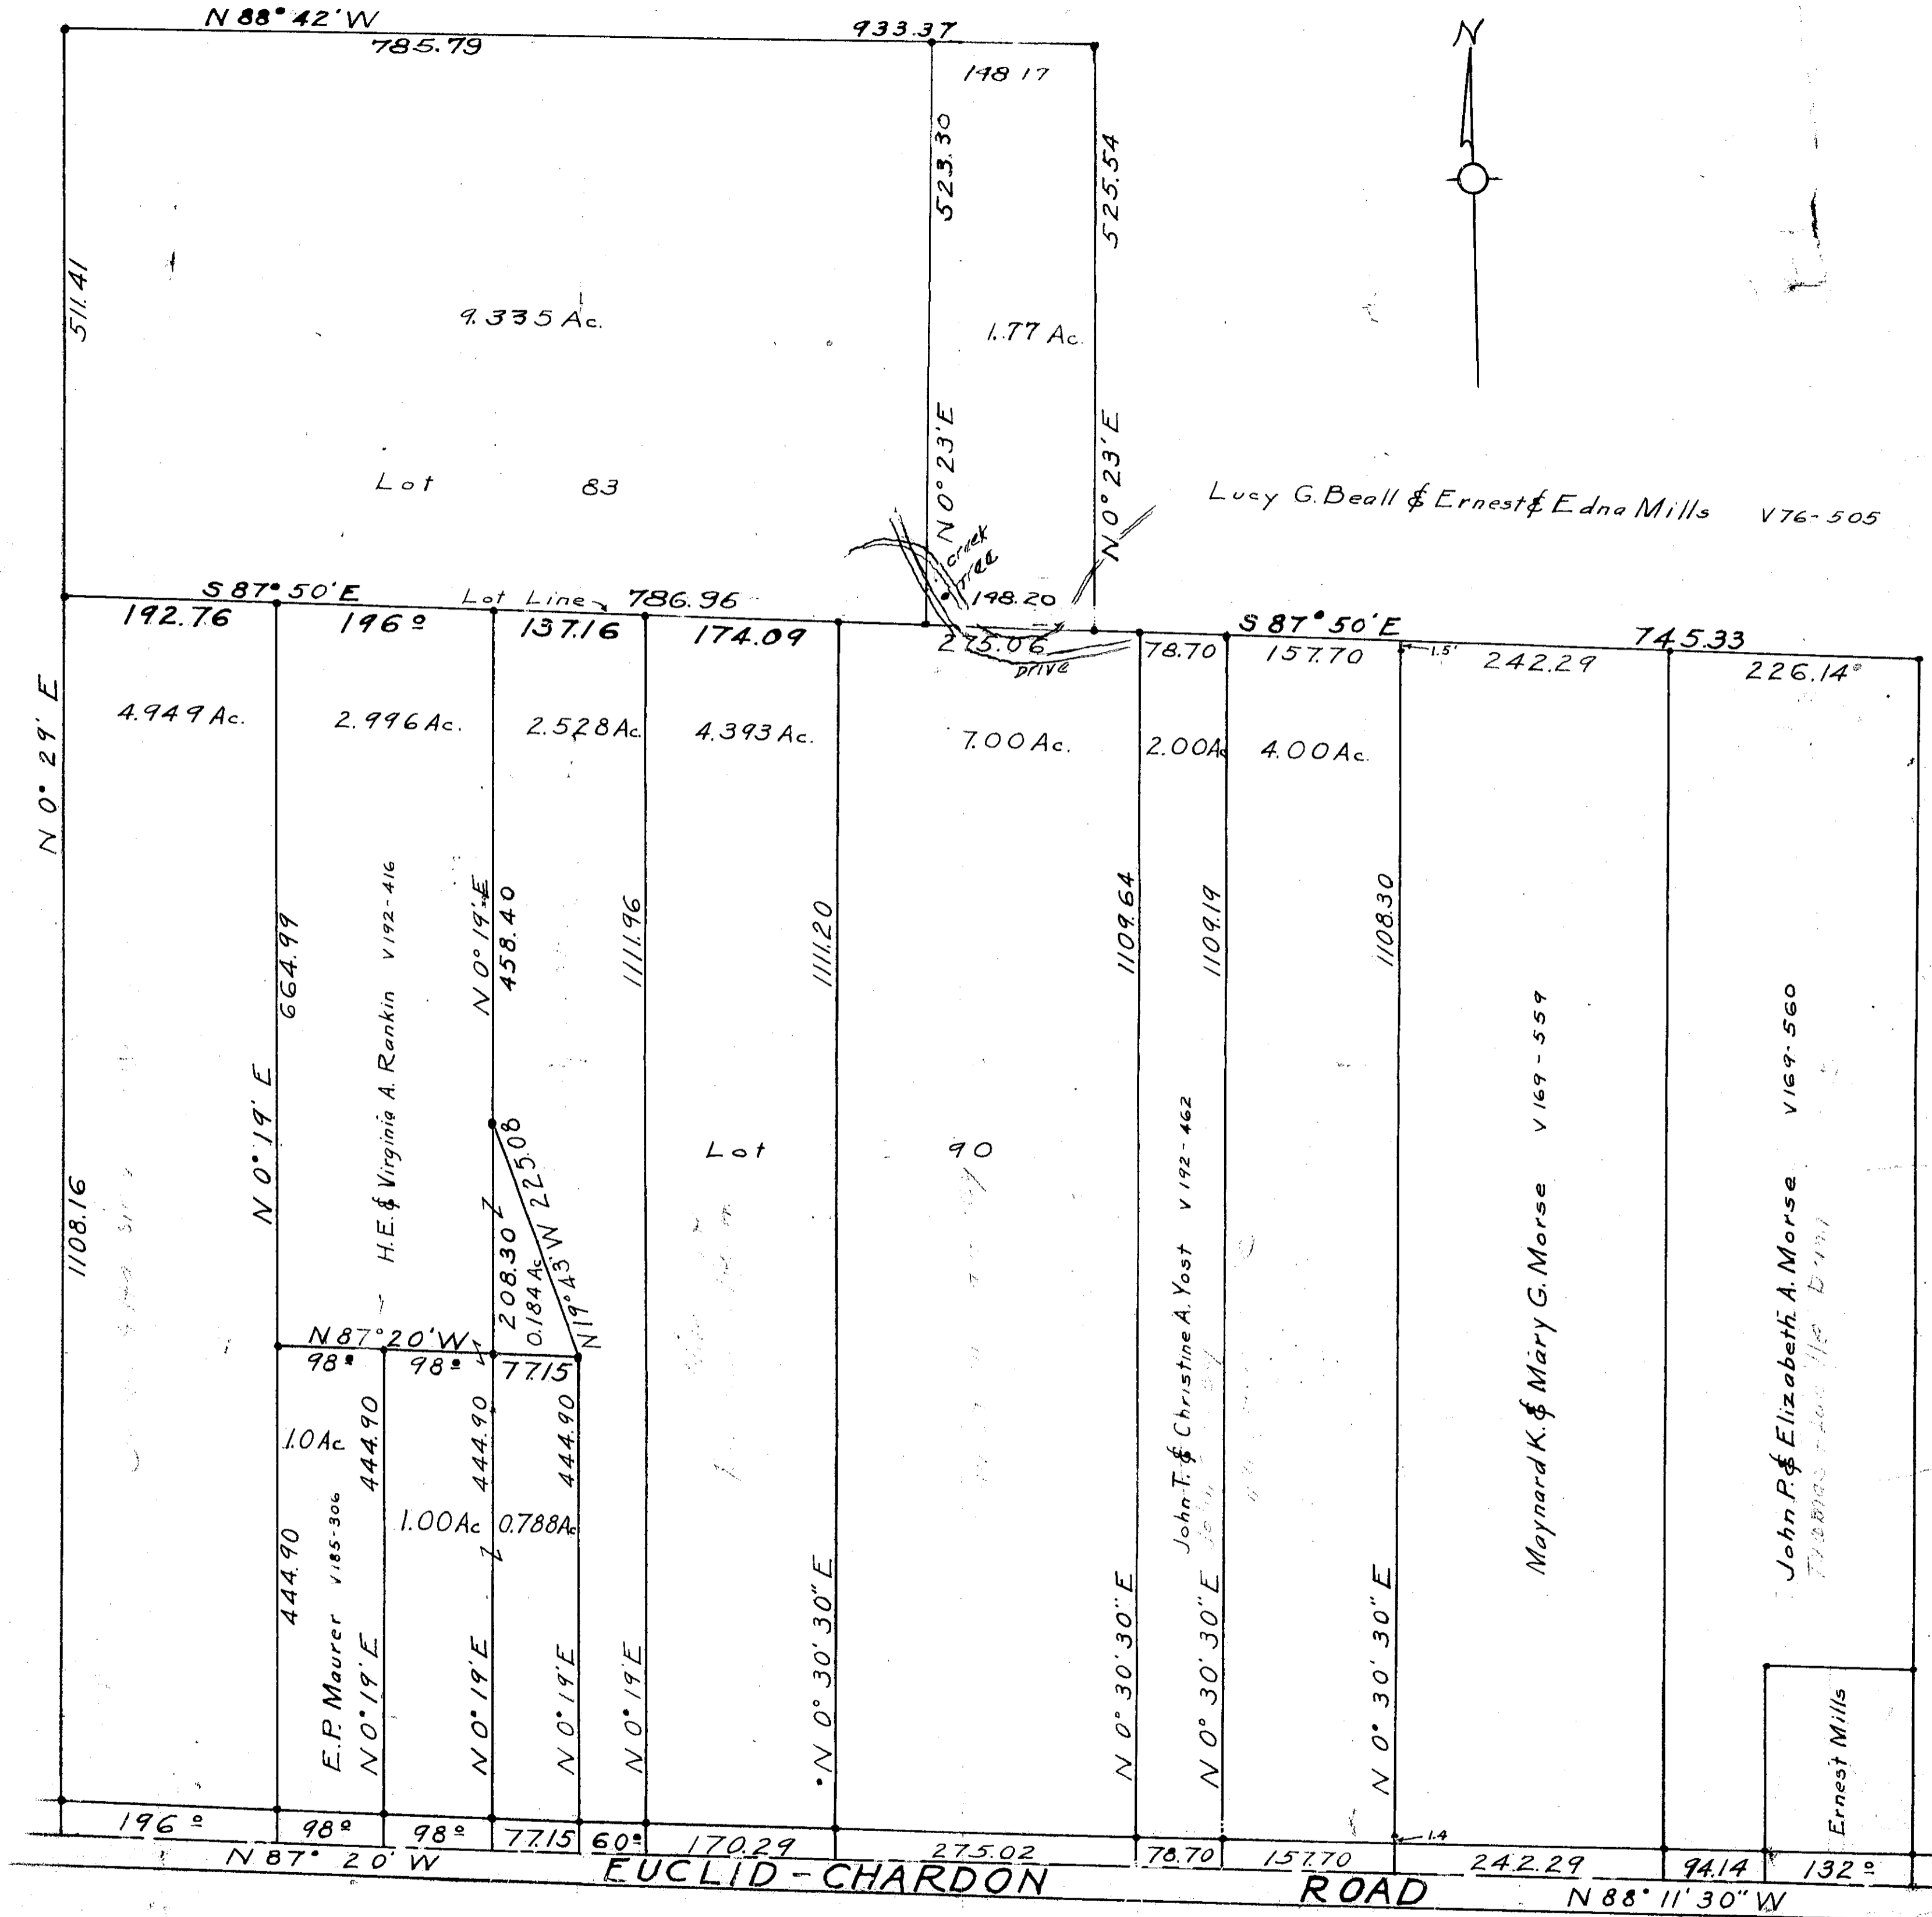 N 88° 42' W
785.79
933.37
148.17
N
511.41
523.30
525.54
9.335 Ac.
1.77 Ac.
Lot 83
N 0° 23' E
N 0° 23' E
creek
Tree
Lucy G. Beall & Ernest & Edna Mills V76-505
S 87° 50' E
Lot Line
786.96
148.20
192.76
196 º
137.16
174.09
275.06
Drive
S 87° 50' E
745.33
78.70
157.70
1.5'
242.29
226.14
N 0° 29' E
4.949 Ac.
2.996 Ac.
2.528 Ac.
4.393 Ac.
7.00 Ac.
2.00 Ac
4.00 Ac.
664.99
N 0° 19' E
H.E. & Virginia A. Rankin V192-416
N 0° 19' E
458.40
1111.96
1111.20
1109.64
1109.19
1108.30
1108.16
208.30
0.184 Ac
N 19° 43' W 225.08
Lot 90
John T. & Christine A. Yost V 192-462
Maynard K. & Mary G. Morse V 169-559
John P. & Elizabeth A. Morse V 169-560
N 87° 20' W
98 º
98 º
77.15
1.0 Ac
444.90
444.90
444.90
444.90
1.00 Ac
0.788 Ac
E.P. Maurer V 185-306
N 0° 19' E
N 0° 19' E
N 0° 19' E
N 0° 19' E
N 0° 30' 30" E
N 0° 30' 30" E
N 0° 30' 30" E
N 0° 30' 30" E
Ernest Mills
196 º
98 º
98 º
77.15
60 º
170.29
275.02
78.70
157.70
1.4
242.29
94.14
132 º
N 87° 20' W
EUCLID - CHARDON ROAD
N 88° 11' 30" W